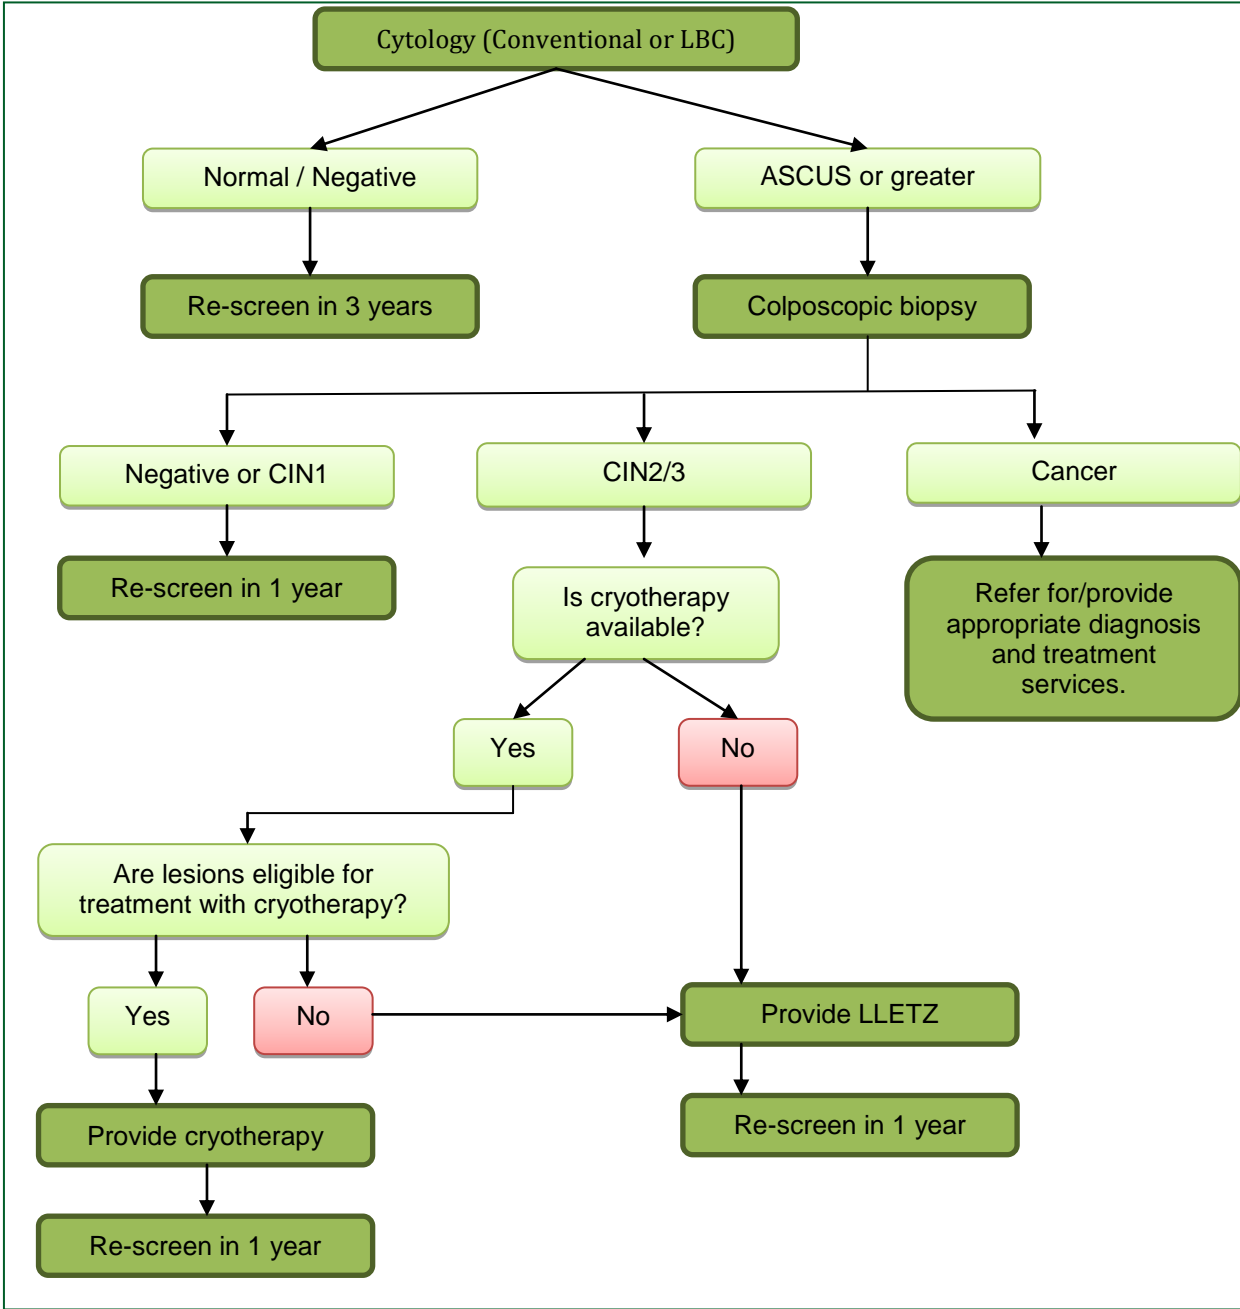 Cytology (Conventional or LBC)
Normal / Negative
ASCUS or greater
Re-screen in 3 years
Colposcopic biopsy
Negative or CIN1
CIN2/3
Cancer
Re-screen in 1 year
Is cryotherapy
available?
Refer for/provide
appropriate diagnosis
and treatment
services.
Yes
No
Are lesions eligible for
treatment with cryotherapy?
Yes
No
Provide LLETZ
Provide cryotherapy
Re-screen in 1 year
Re-screen in 1 year